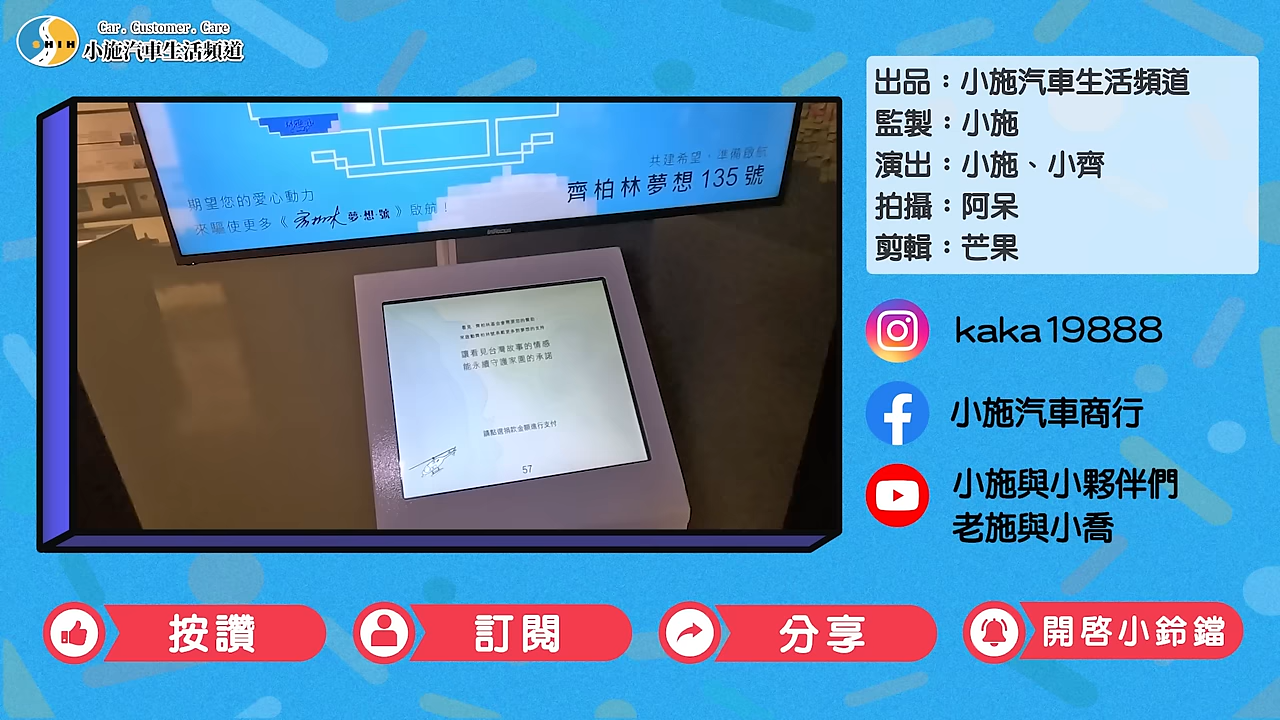 Car. Customer. Care
SHIH
小施汽車生活頻道
共建希望,準備啟航
齊柏林夢想135號
期望您的愛心動力
來驅使更多《 夢·想·號》啟航!
讓看見台灣故事的情感
能永續守護家園的承諾
請點選捐款金額進行支付
57
出品:小施汽車生活頻道
監製:小施
演出:小施、小齊
拍攝:阿呆
剪輯:芒果
kaka19888
小施汽車商行
小施與小夥伴們
老施與小喬
按讚
訂閱
分享
開啓小鈴鐺